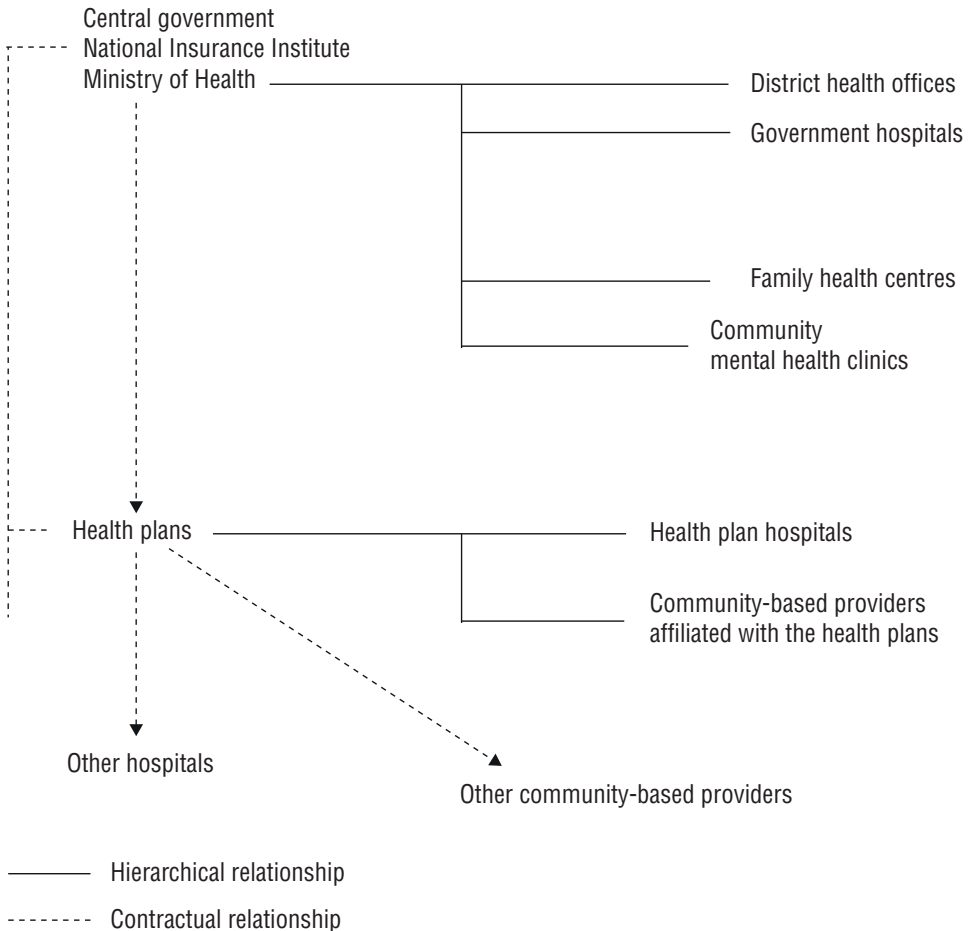 Central government
National Insurance Institute
Ministry of Health
District health offices
Government hospitals
Family health centres
Community
mental health clinics
Health plans
Health plan hospitals
Community-based providers
affiliated with the health plans
Other hospitals
Other community-based providers
Hierarchical relationship
Contractual relationship